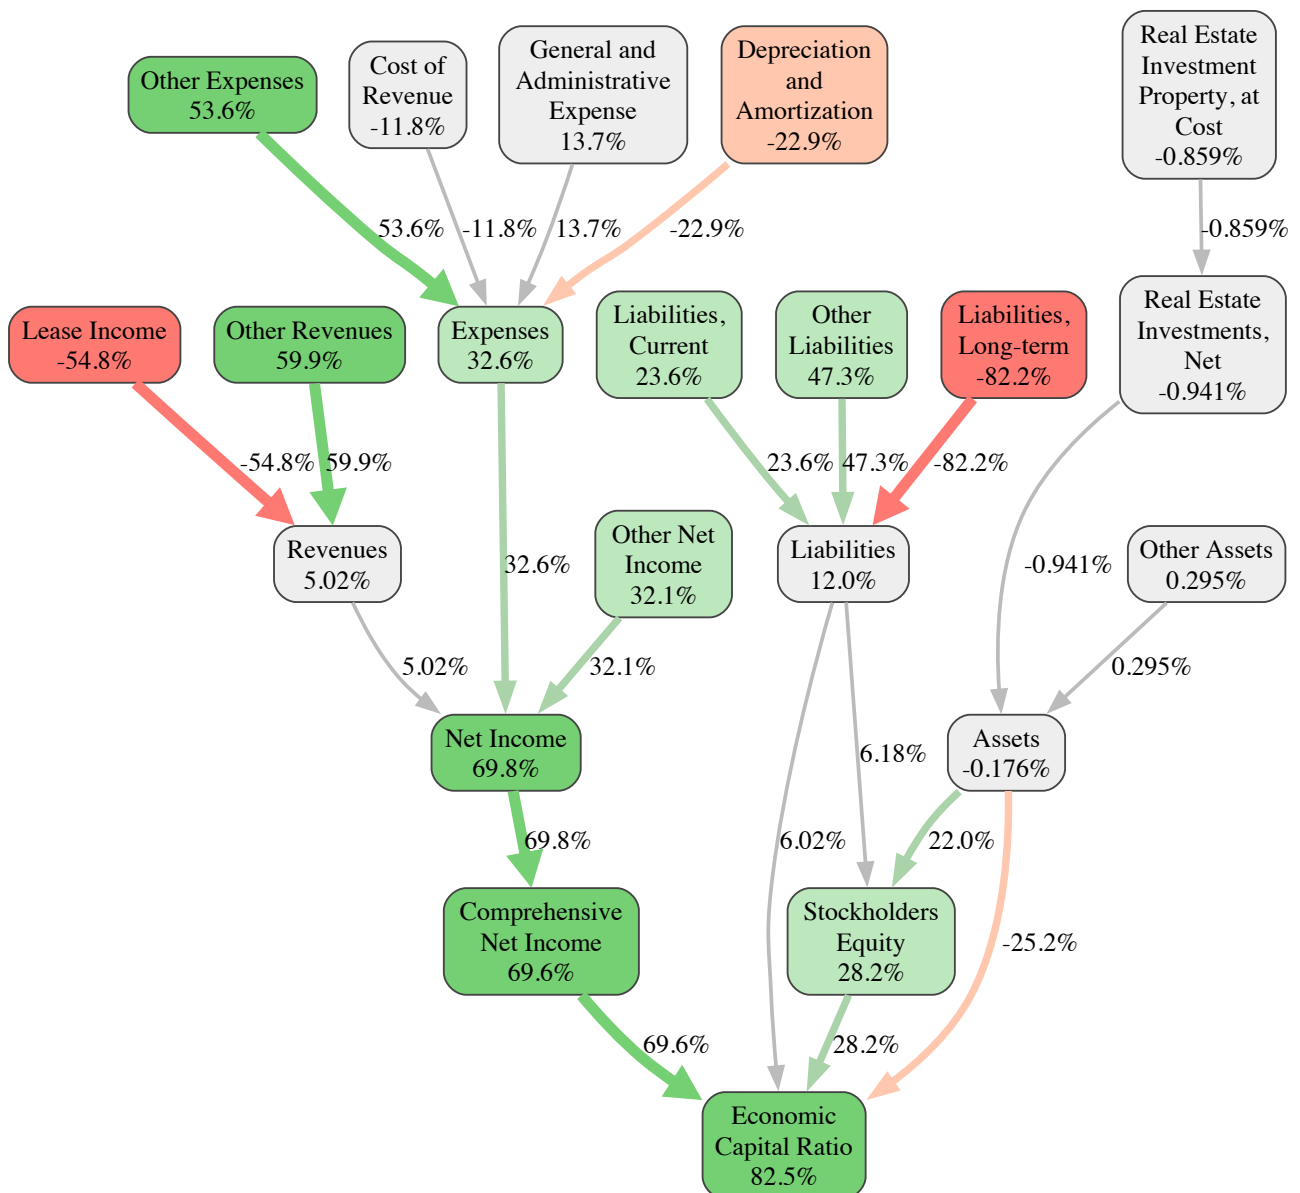 Other Expenses
53.6%
Cost of
Revenue
-11.8%
General and
Administrative
Expense
13.7%
Depreciation
and
Amortization
-22.9%
Real Estate
Investment
Property, at
Cost
-0.859%
53.6%
-11.8%
13.7%
-22.9%
-0.859%
Lease Income
-54.8%
Other Revenues
59.9%
Expenses
32.6%
Liabilities,
Current
23.6%
Other
Liabilities
47.3%
Liabilities,
Long-term
-82.2%
Real Estate
Investments,
Net
-0.941%
-54.8%
59.9%
23.6%
47.3%
-82.2%
Revenues
5.02%
32.6%
Other Net
Income
32.1%
Liabilities
12.0%
-0.941%
Other Assets
0.295%
5.02%
32.1%
0.295%
Net Income
69.8%
6.18%
Assets
-0.176%
69.8%
6.02%
22.0%
Comprehensive
Net Income
69.6%
Stockholders
Equity
28.2%
-25.2%
69.6%
28.2%
Economic
Capital Ratio
82.5%